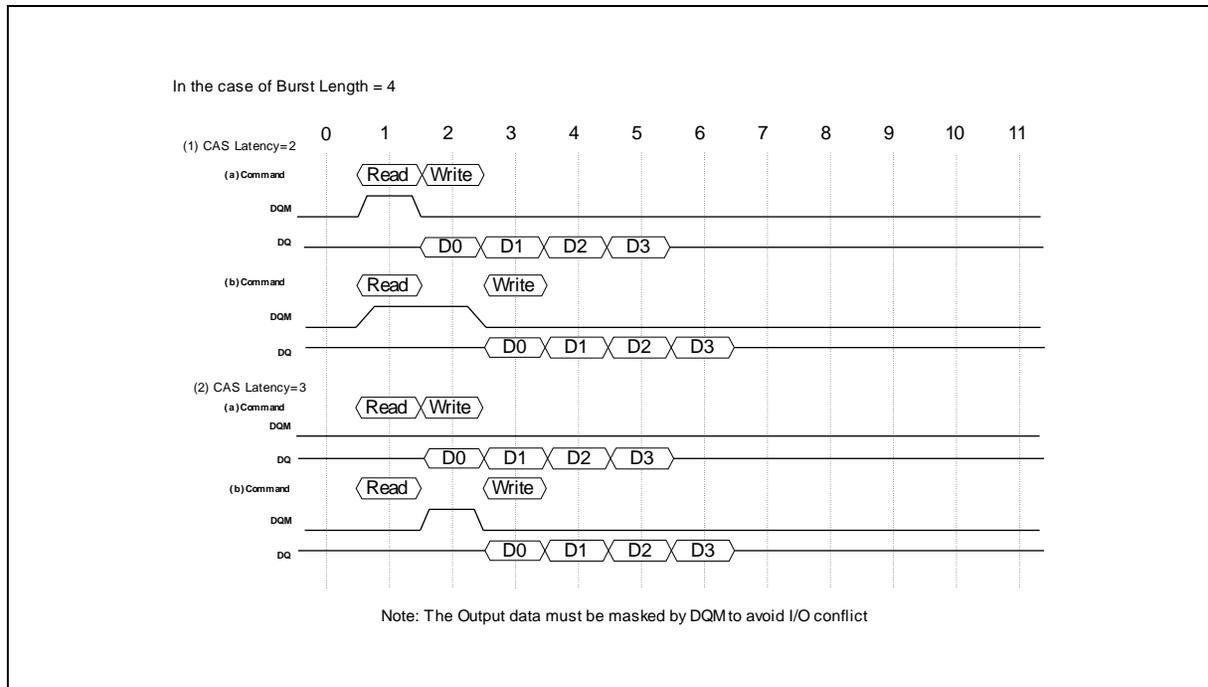 In the case of Burst Length = 4
0 1 2 3 4 5 6 7 8 9 10 11
(1) CAS Latency=2
(a)Command Read Write
DQM
DQ D0 D1 D2 D3
(b)Command Read Write
DQM
DQ D0 D1 D2 D3
(2) CAS Latency=3
(a)Command Read Write
DQM
DQ D0 D1 D2 D3
(b)Command Read Write
DQM
DQ D0 D1 D2 D3
Note: The Output data must be masked by DQM to avoid I/O conflict